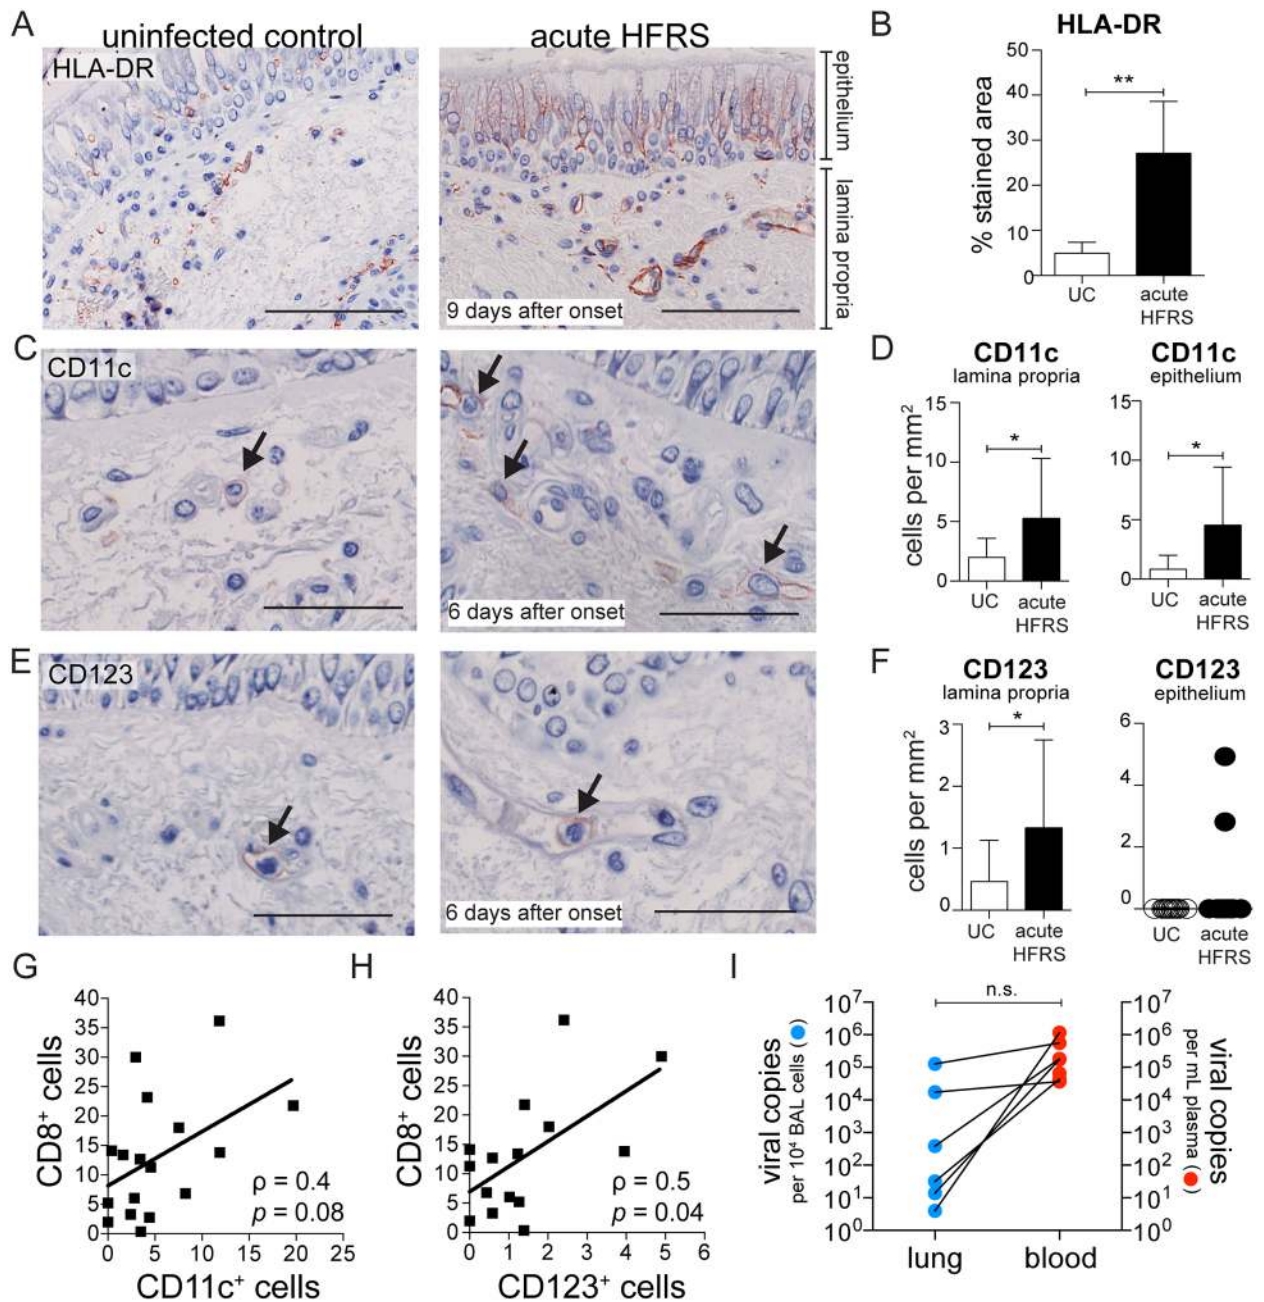 A
uninfected control
acute HFRS
HLA-DR
9 days after onset
epithelium
lamina propria
B
HLA-DR
% stained area
50
40
30
20
10
0
**
UC
acute
HFRS
C
CD11c
6 days after onset
D
CD11c
lamina propria
cells per mm²
15
10
5
0
*
UC
acute
HFRS
CD11c
epithelium
15
10
5
0
*
UC
acute
HFRS
E
CD123
6 days after onset
F
CD123
lamina propria
cells per mm²
3
2
1
0
*
UC
acute
HFRS
CD123
epithelium
6
4
2
0
UC
acute
HFRS
G
CD8⁺ cells
40
35
30
25
20
15
10
5
0
ρ = 0.4
p = 0.08
0 5 10 15 20 25
CD11c⁺ cells
H
CD8⁺ cells
40
35
30
25
20
15
10
5
0
ρ = 0.5
p = 0.04
0 1 2 3 4 5 6
CD123⁺ cells
I
n.s.
viral copies
per 10⁴ BAL cells ( )
10⁷
10⁶
10⁵
10⁴
10³
10²
10¹
10⁰
lung
blood
10⁷
10⁶
10⁵
10⁴
10³
10²
10¹
10⁰
viral copies
per mL plasma ( )